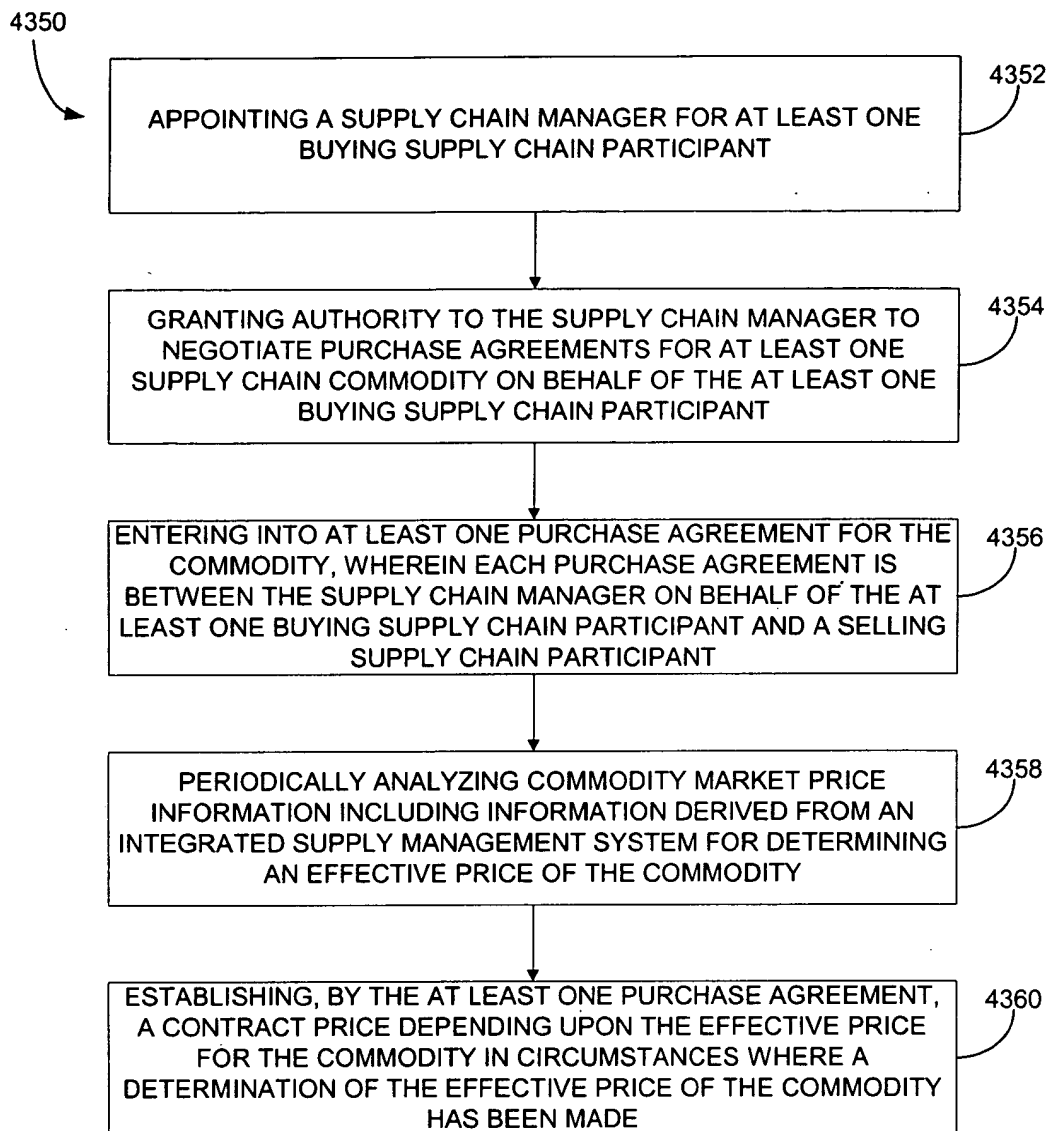 4350
4352
APPOINTING A SUPPLY CHAIN MANAGER FOR AT LEAST ONE
BUYING SUPPLY CHAIN PARTICIPANT
4354
GRANTING AUTHORITY TO THE SUPPLY CHAIN MANAGER TO
NEGOTIATE PURCHASE AGREEMENTS FOR AT LEAST ONE
SUPPLY CHAIN COMMODITY ON BEHALF OF THE AT LEAST ONE
BUYING SUPPLY CHAIN PARTICIPANT
4356
ENTERING INTO AT LEAST ONE PURCHASE AGREEMENT FOR THE
COMMODITY, WHEREIN EACH PURCHASE AGREEMENT IS
BETWEEN THE SUPPLY CHAIN MANAGER ON BEHALF OF THE AT
LEAST ONE BUYING SUPPLY CHAIN PARTICIPANT AND A SELLING
SUPPLY CHAIN PARTICIPANT
4358
PERIODICALLY ANALYZING COMMODITY MARKET PRICE
INFORMATION INCLUDING INFORMATION DERIVED FROM AN
INTEGRATED SUPPLY MANAGEMENT SYSTEM FOR DETERMINING
AN EFFECTIVE PRICE OF THE COMMODITY
4360
ESTABLISHING, BY THE AT LEAST ONE PURCHASE AGREEMENT,
A CONTRACT PRICE DEPENDING UPON THE EFFECTIVE PRICE
FOR THE COMMODITY IN CIRCUMSTANCES WHERE A
DETERMINATION OF THE EFFECTIVE PRICE OF THE COMMODITY
HAS BEEN MADE